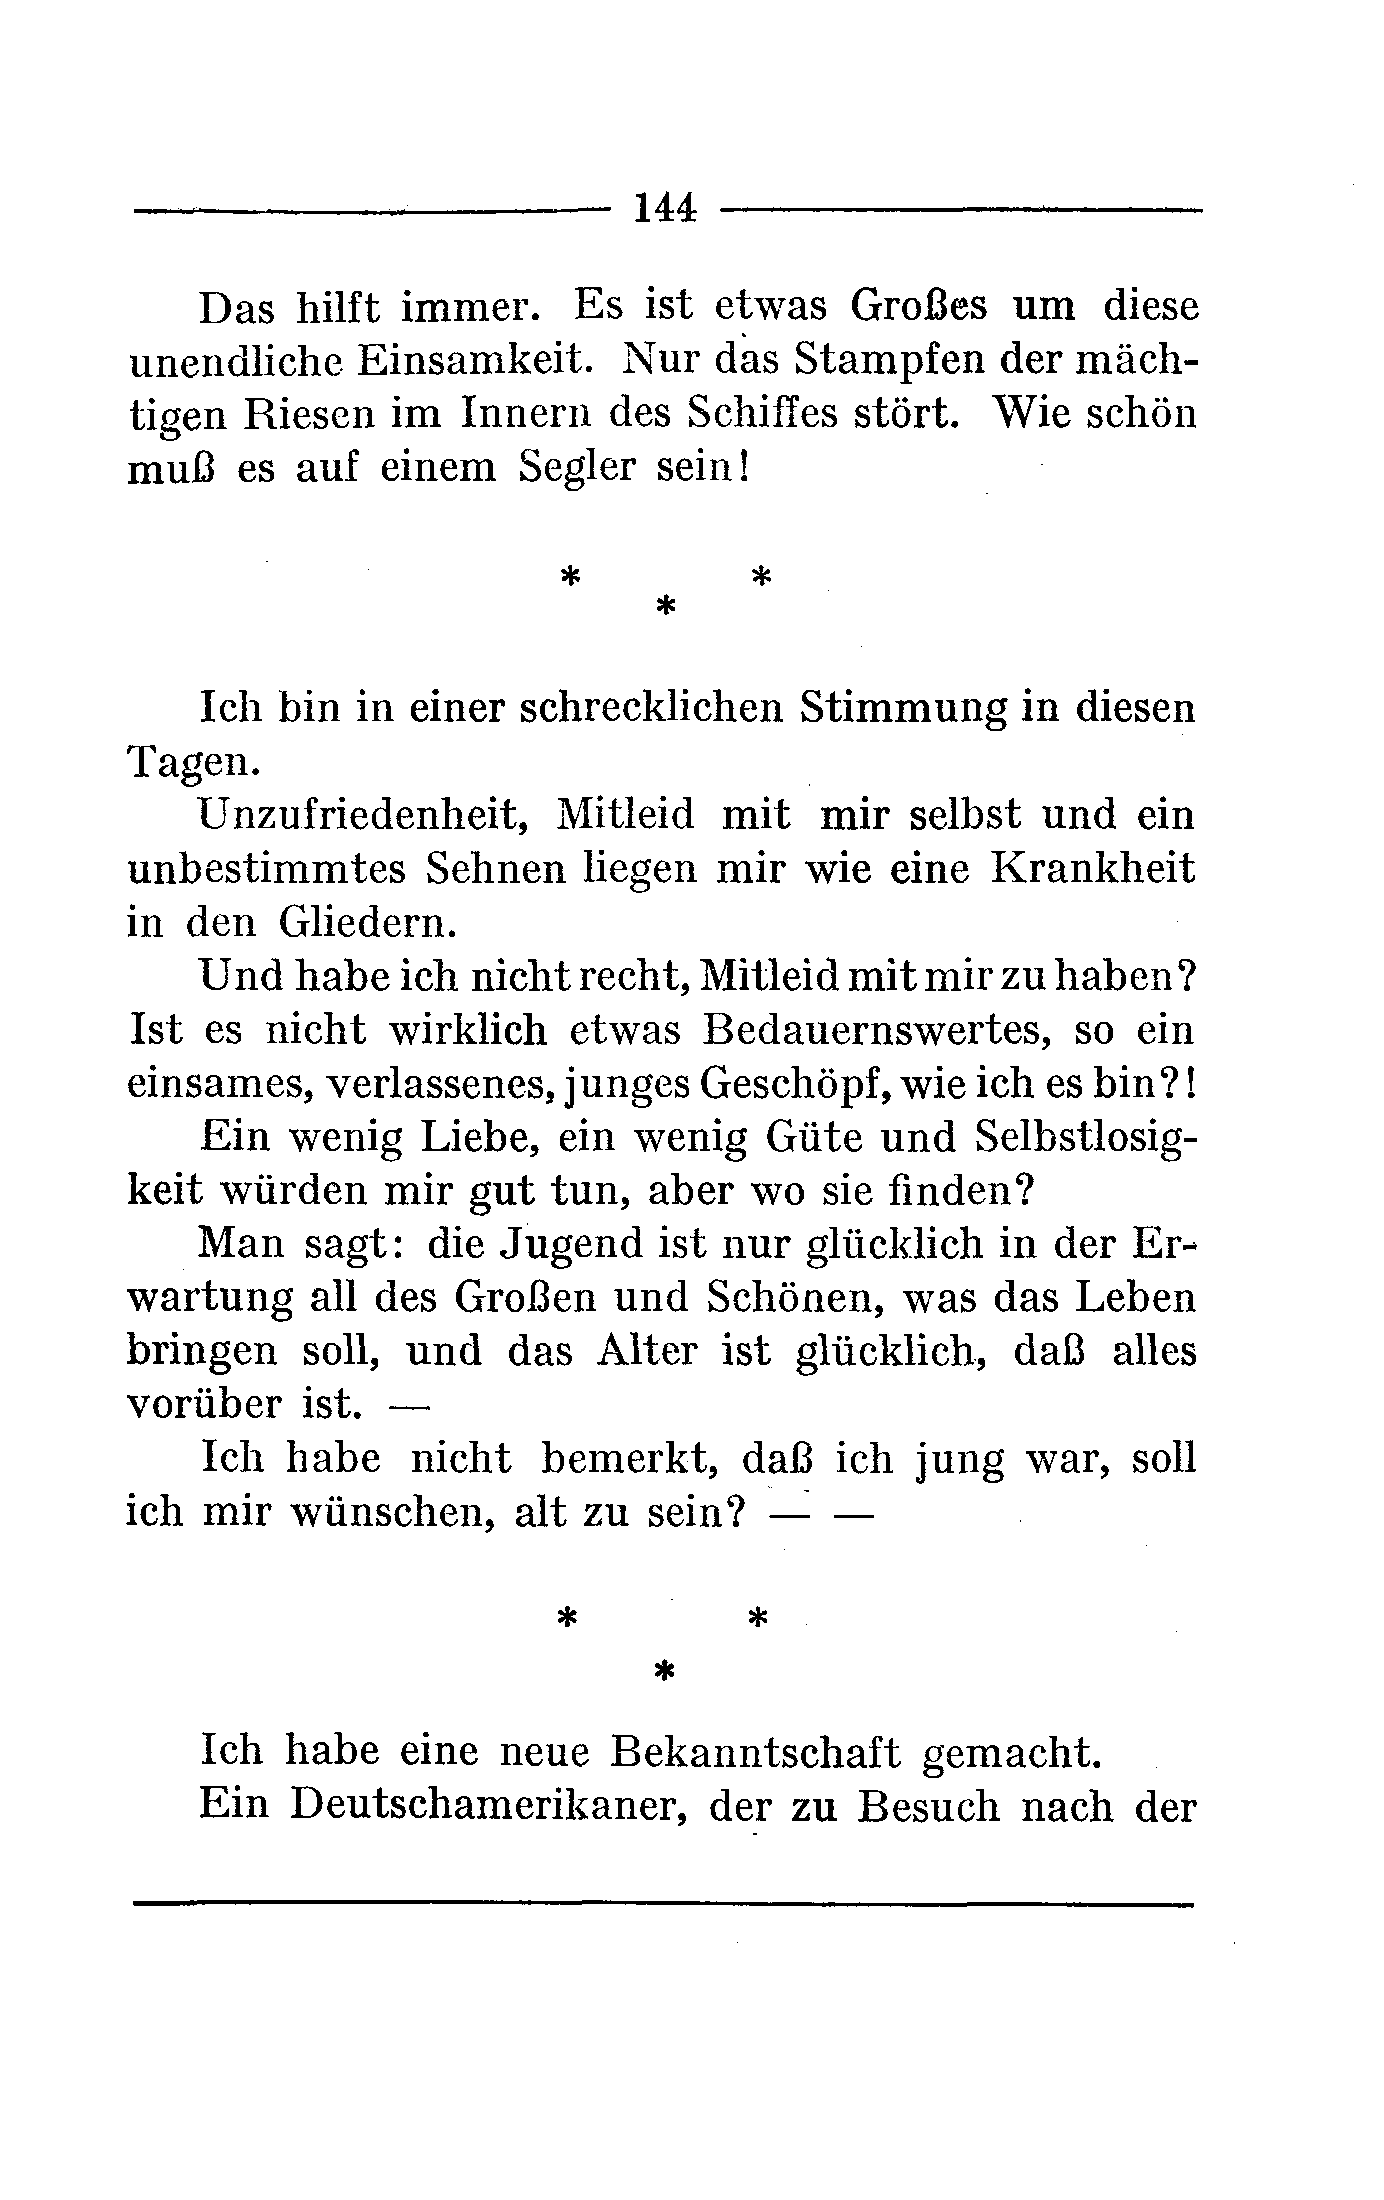 144
Das hilft immer. Es ist etwas Großes um diese
unendliche Einsamkeit. Nur das Stampfen der mäch-
tigen Riesen im Innern des Schiffes stört. Wie schön
muß es auf einem Segler sein!
* *
*
Ich bin in einer schrecklichen Stimmung in diesen
Tagen.
Unzufriedenheit, Mitleid mit mir selbst und ein
unbestimmtes Sehnen liegen mir wie eine Krankheit
in den Gliedern.
Und habe ich nicht recht, Mitleid mit mir zu haben?
Ist es nicht wirklich etwas Bedauernswertes, so ein
einsames, verlassenes, junges Geschöpf, wie ich es bin?!
Ein wenig Liebe, ein wenig Güte und Selbstlosig-
keit würden mir gut tun, aber wo sie finden?
Man sagt: die Jugend ist nur glücklich in der Er-
wartung all des Großen und Schönen, was das Leben
bringen soll, und das Alter ist glücklich, daß alles
vorüber ist. —
Ich habe nicht bemerkt, daß ich jung war, soll
ich mir wünschen, alt zu sein? — —
* *
*
Ich habe eine neue Bekanntschaft gemacht.
Ein Deutschamerikaner, der zu Besuch nach der